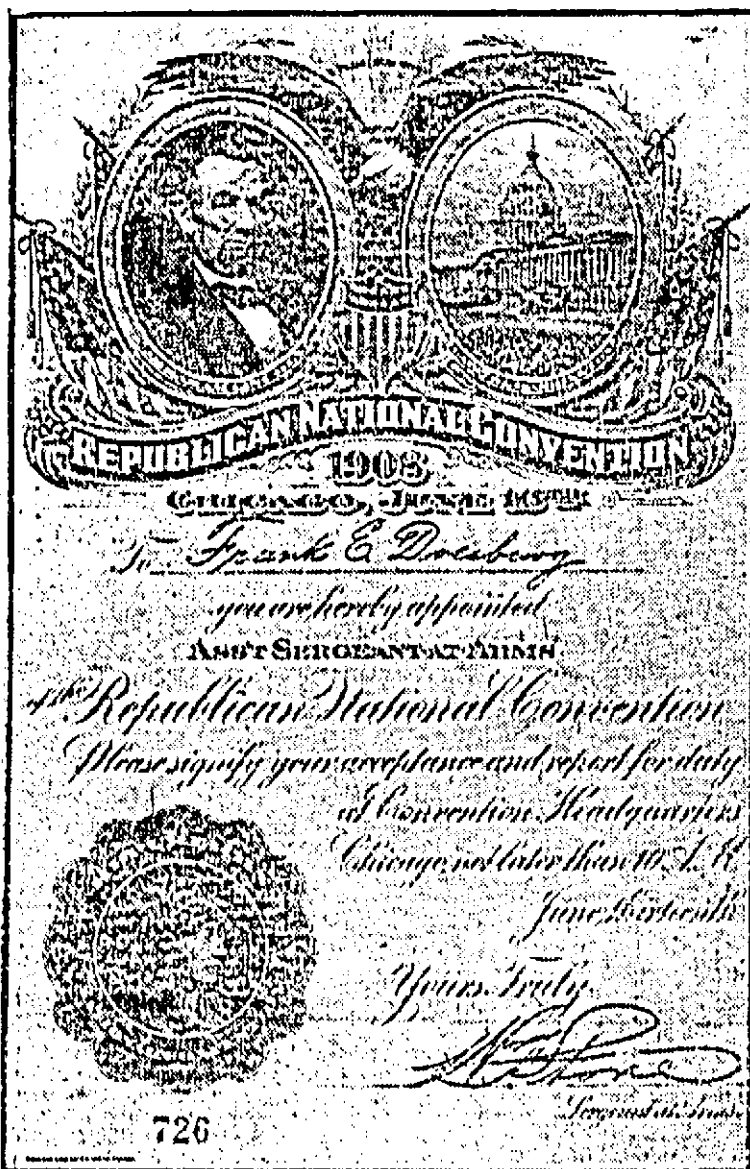 REPUBLICAN NATIONAL CONVENTION
1908
CHICAGO, JUNE 16TH
To Frank E
you are hereby appointed
ASS'T SERGEANT-AT-ARMS
of the Republican National Convention
Please signify your acceptance and report for duty
at Convention Headquarters
Chicago, not later than 10, A. M.
June
Yours Truly
Stone
Sergeant-at-Arms
726